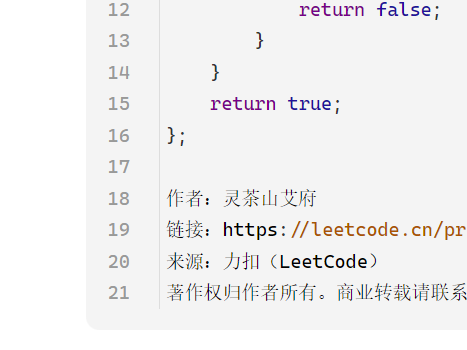 12 return false;
13 }
14 }
15 return true;
16 };
17
18 作者：灵茶山艾府
19 链接：https://leetcode.cn/pr
20 来源：力扣（LeetCode）
21 著作权归作者所有。商业转载请联系